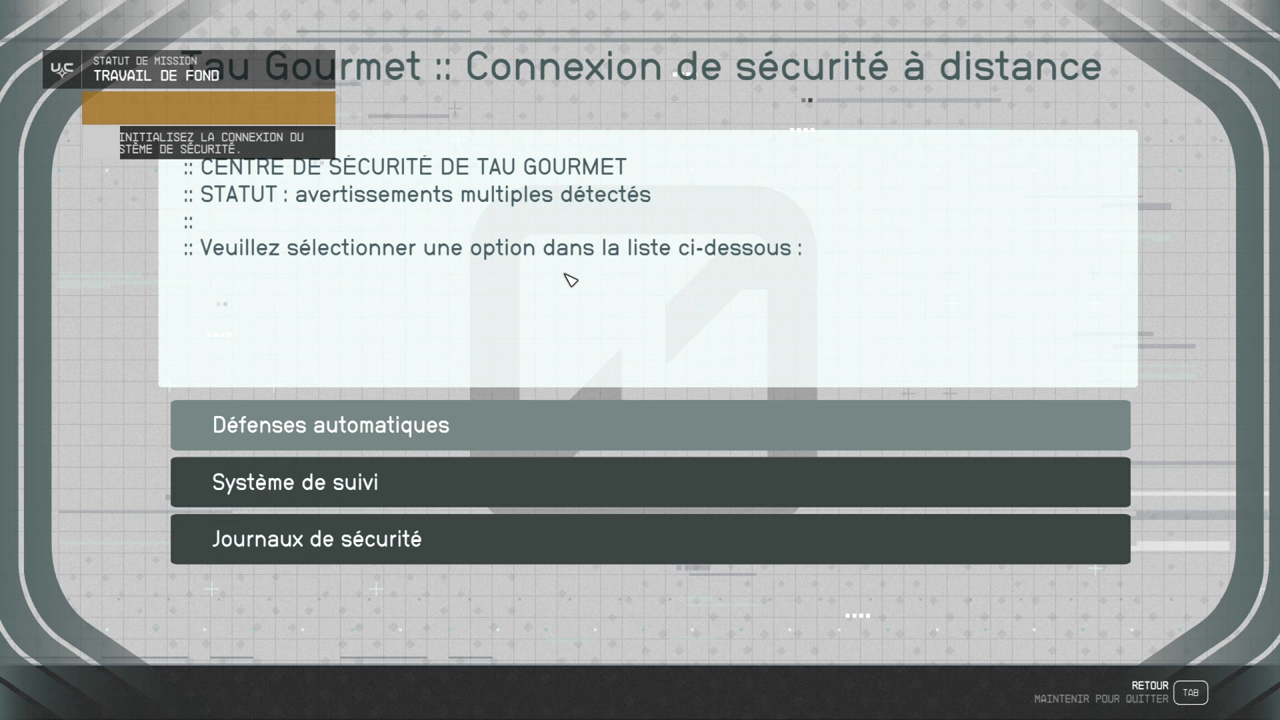 Tau Gourmet :: Connexion de sécurité à distance
UC
STATUT DE MISSION
TRAVAIL DE FOND
INITIALISEZ LA CONNEXION DU
STÈME DE SÉCURITÉ.
:: CENTRE DE SÉCURITÉ DE TAU GOURMET
:: STATUT : avertissements multiples détectés
::
:: Veuillez sélectionner une option dans la liste ci-dessous :
Défenses automatiques
Système de suivi
Journaux de sécurité
RETOUR
MAINTENIR POUR QUITTER
TAB